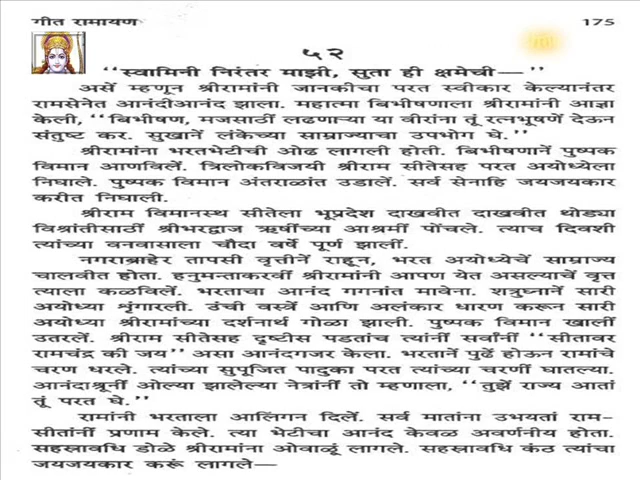 गीत रामायण 175
५२
‘‘स्वामिनी निरंतर माझी, सुता ही क्षमेची—’’
असें म्हणून श्रीरामांनी जानकीचा परत स्वीकार केल्यानंतर
रामसेनेत आनंदीआनंद झाला. महात्मा बिभीषणाला श्रीरामांनी आज्ञा
केली, ‘‘बिभीषण, मजसाठीं लढणाऱ्या या वीरांना तूं रत्नभूषणें देऊन
संतुष्ट कर. सुखानें लंकेच्या साम्राज्याचा उपभोग घे.’’
श्रीरामांना भरतभेटीची ओढ लागली होती. बिभीषणानें पुष्पक
विमान आणविलें. त्रिलोकविजयी श्रीराम सीतेसह परत अयोध्येला
निघाले. पुष्पक विमान अंतराळांत उडालें. सर्व सेनाहि जयजयकार
करीत निघाली.
श्रीराम विमानस्थ सीतेला भूप्रदेश दाखवीत दाखवीत थोड्या
विश्रांतीसाठीं श्रीभरद्वाज ऋषींच्या आश्रमीं पोंचले. त्याच दिवशी
त्यांच्या वनवासाला चौदा वर्षें पूर्ण झालीं.
नगराबाहेर तापसी वृत्तीनें राहून, भरत अयोध्येचें साम्राज्य
चालवीत होता. हनुमन्ताकरवीं श्रीरामांनी आपण येत असल्याचें वृत्त
त्याला कळविलें. भरताचा आनंद गगनांत मावेना. शत्रुघ्नानें सारी
अयोध्या शृंगारली. उंची वस्त्रें आणि अलंकार धारण करून सारी
अयोध्या श्रीरामांच्या दर्शनार्थ गोळा झाली. पुष्पक विमान खालीं
उतरलें. श्रीराम सीतेसह दृष्टीस पडतांच त्यांनीं सर्वांनीं ‘‘सीतावर
रामचंद्र की जय’’ असा आनंदगजर केला. भरतानें पुढें होऊन रामांचे
चरण धरले. त्यांच्या सुपूजित पादुका परत त्यांच्या चरणीं घातल्या.
आनंदाश्रूनीं ओल्या झालेल्या नेत्रांनीं तो म्हणाला, ‘‘तुझें राज्य आतां
तूं परत घे.’’
रामांनी भरताला आलिंगन दिलें. सर्व मातांना उभयतां राम-
सीतांनीं प्रणाम केले. त्या भेटीचा आनंद केवळ अवर्णनीय होता.
सहस्त्रावधि डोळे श्रीरामांना ओवाळूं लागले. सहस्त्रावधि कंठ त्यांचा
जयजयकार करूं लागले—